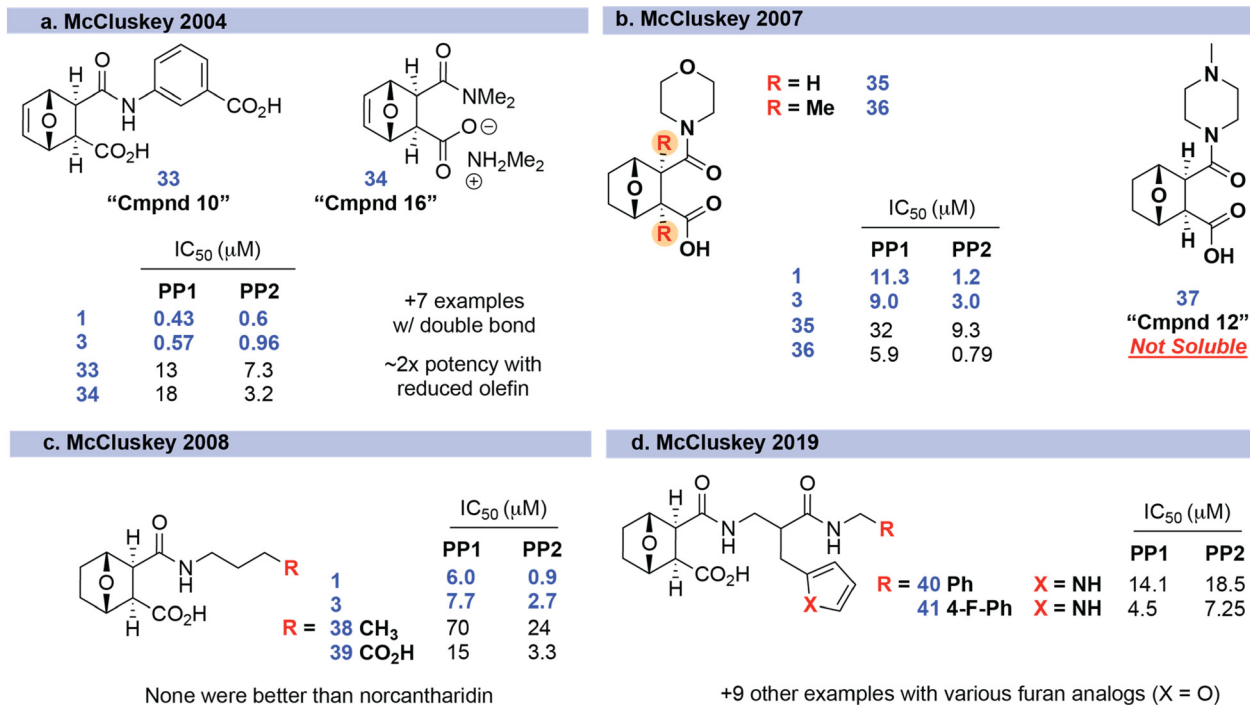 a. McCluskey 2004
O
H
N
H
CO₂H
O
CO₂H
H
33
"Cmpnd 10"
O
H
NMe₂
O
O⊖
H
O
NH₂Me₂
⊕
34
"Cmpnd 16"
IC₅₀ (μM)
PP1 PP2
1 0.43 0.6
3 0.57 0.96
33 13 7.3
34 18 3.2
+7 examples
w/ double bond
~2x potency with
reduced olefin
b. McCluskey 2007
O
N
R
O
O
O
R
OH
R = H 35
R = Me 36
IC₅₀ (μM)
PP1 PP2
1 11.3 1.2
3 9.0 3.0
35 32 9.3
36 5.9 0.79
N
N
H
O
O
O
H
OH
37
"Cmpnd 12"
Not Soluble
c. McCluskey 2008
O
H
N
H
R
O
CO₂H
H
IC₅₀ (μM)
PP1 PP2
1 6.0 0.9
3 7.7 2.7
R = 38 CH₃ 70 24
39 CO₂H 15 3.3
None were better than norcantharidin
d. McCluskey 2019
O
O
H
N
H
N
H
R
O
CO₂H
H
X
IC₅₀ (μM)
PP1 PP2
R = 40 Ph X = NH 14.1 18.5
41 4-F-Ph X = NH 4.5 7.25
+9 other examples with various furan analogs (X = O)